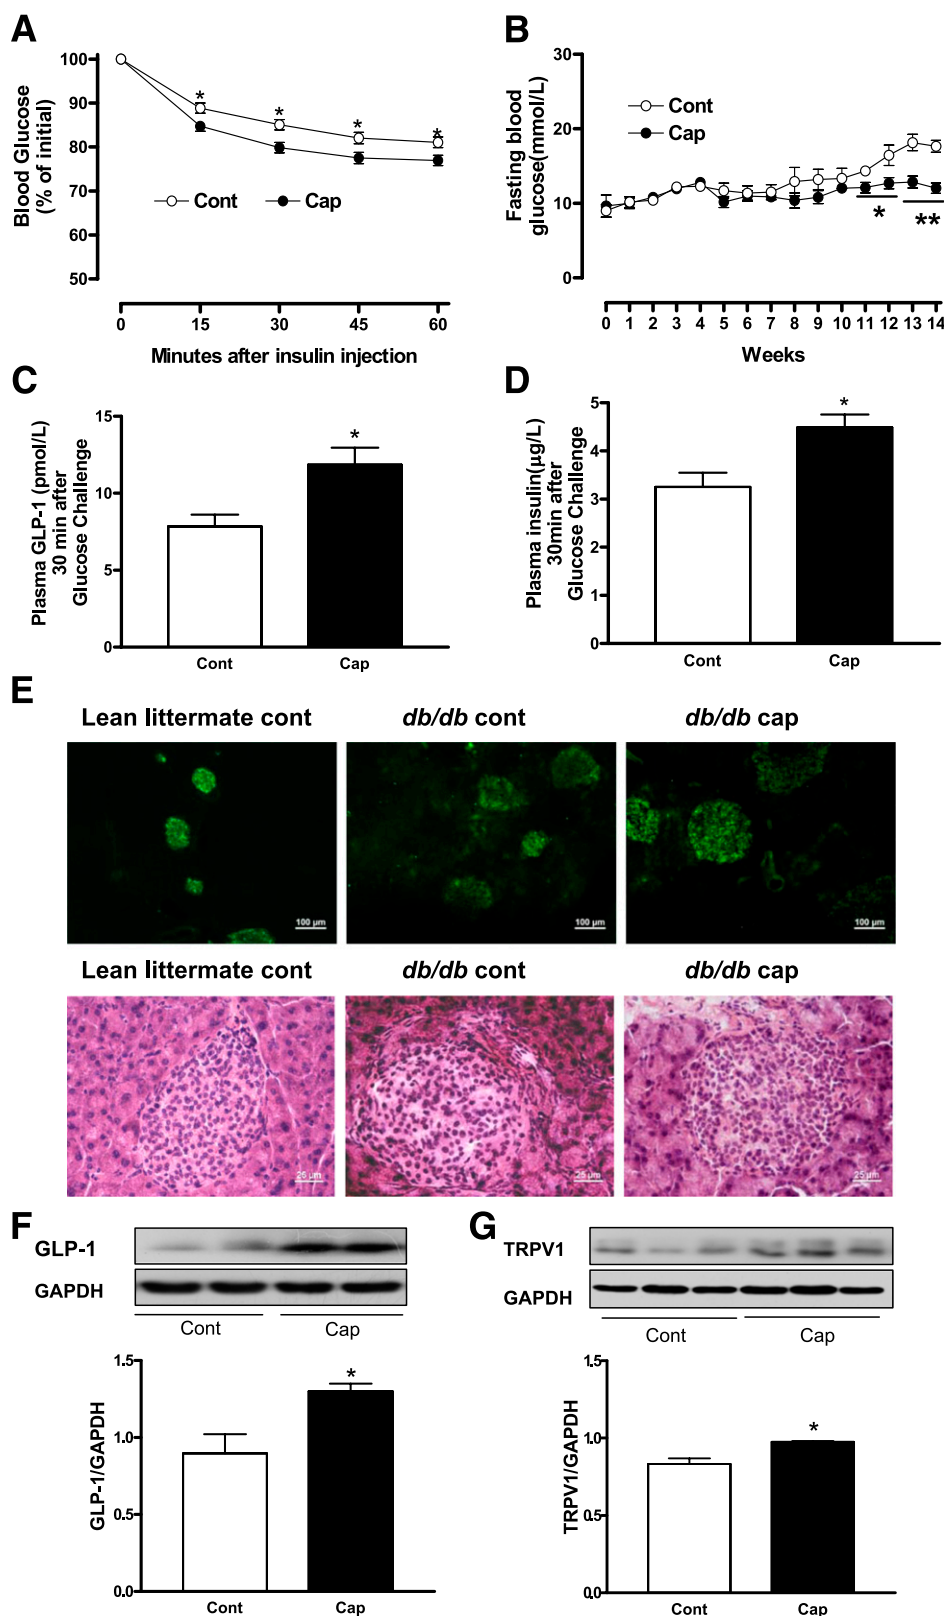 A
Blood Glucose
(% of initial)
100
90
80
70
60
50
*
*
*
*
Cont
Cap
0
15
30
45
60
Minutes after insulin injection
B
Fasting blood
glucose(mmol/L)
30
20
10
0
Cont
Cap
*
**
0 1 2 3 4 5 6 7 8 9 10 11 12 13 14
Weeks
C
Plasma GLP-1 (pmol/L)
30 min after
Glucose Challenge
15
10
5
0
*
Cont
Cap
D
Plasma insulin(µg/L)
30min after
Glucose Challenge
5
4
3
2
1
0
*
Cont
Cap
E
Lean littermate cont
db/db cont
db/db cap
100 µm
100 µm
100 µm
Lean littermate cont
db/db cont
db/db cap
25 µm
25 µm
25 µm
F
GLP-1
GAPDH
Cont
Cap
GLP-1/GAPDH
1.5
1.0
0.5
0.0
*
Cont
Cap
G
TRPV1
GAPDH
Cont
Cap
TRPV1/GAPDH
1.5
1.0
0.5
0.0
*
Cont
Cap